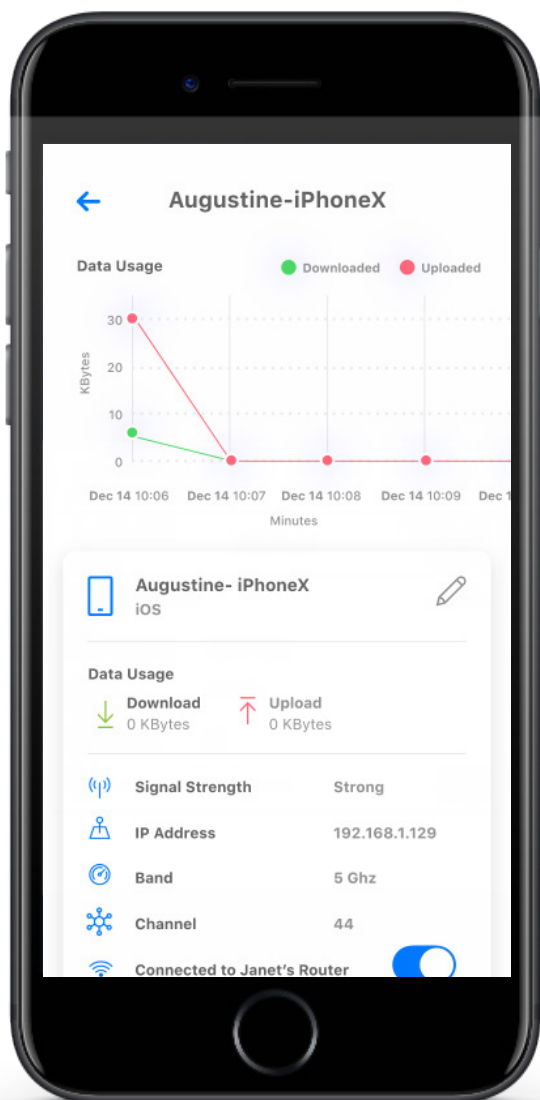 Augustine-iPhoneX
Data Usage Downloaded Uploaded
30
KBytes
20
10
0
Dec 14 10:06 Dec 14 10:07 Dec 14 10:08 Dec 14 10:09 Dec 1
Minutes
Augustine- iPhoneX
iOS
Data Usage
Download Upload
0 KBytes 0 KBytes
Signal Strength Strong
IP Address 192.168.1.129
Band 5 Ghz
Channel 44
Connected to Janet's Router